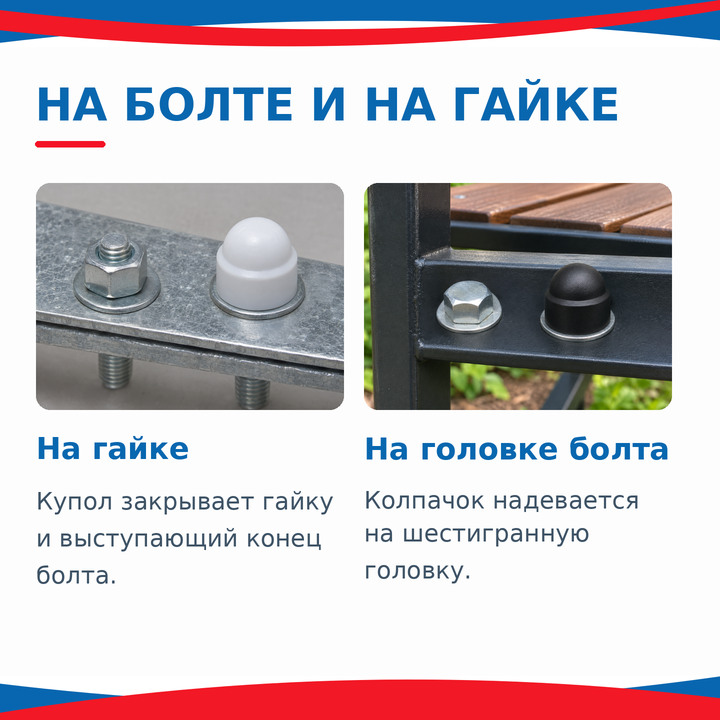 НА БОЛТЕ И НА ГАЙКЕ
На гайке
Купол закрывает гайку
и выступающий конец
болта.
На головке болта
Колпачок надевается
на шестигранную
головку.